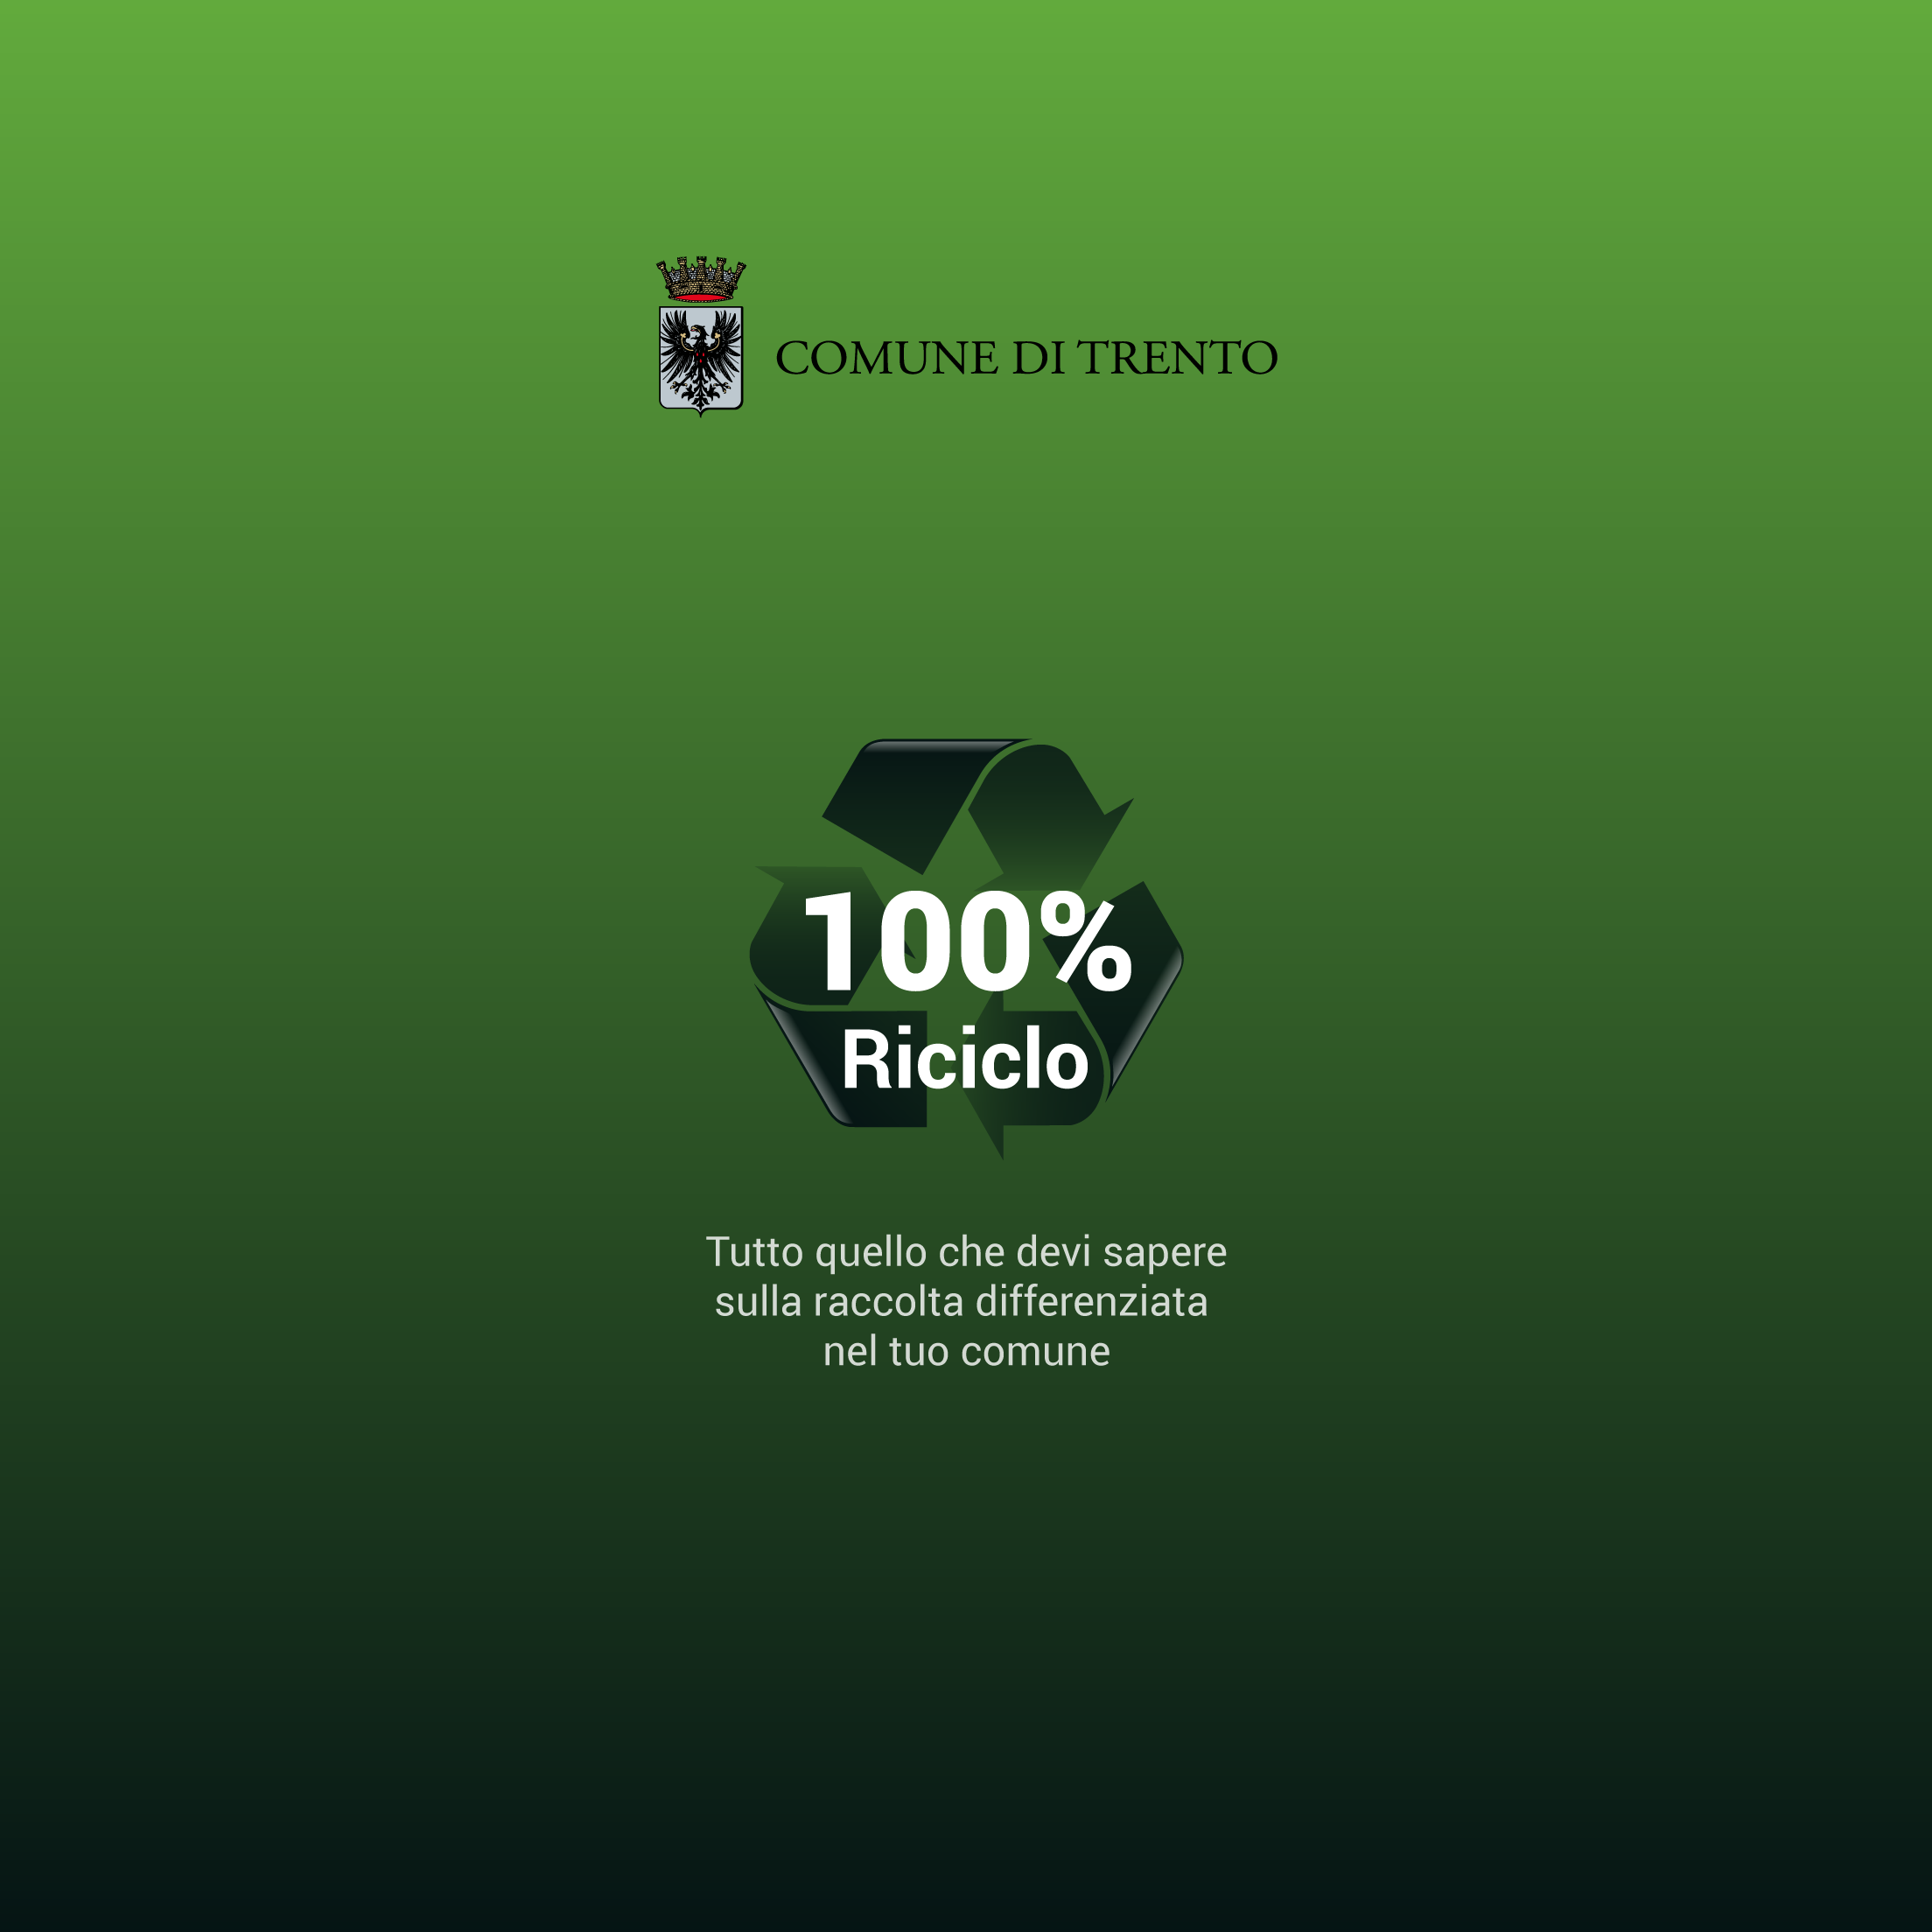 COMUNE DI TRENTO
100%
Riciclo
Tutto quello che devi sapere
sulla raccolta differenziata
nel tuo comune